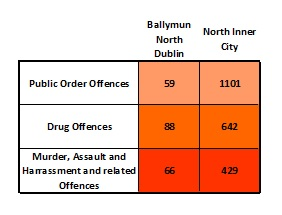 Ballymun North Dublin North Inner City
Public Order Offences 59 1101
Drug Offences 88 642
Murder, Assault and
Harrassment and related 66 429
Offences